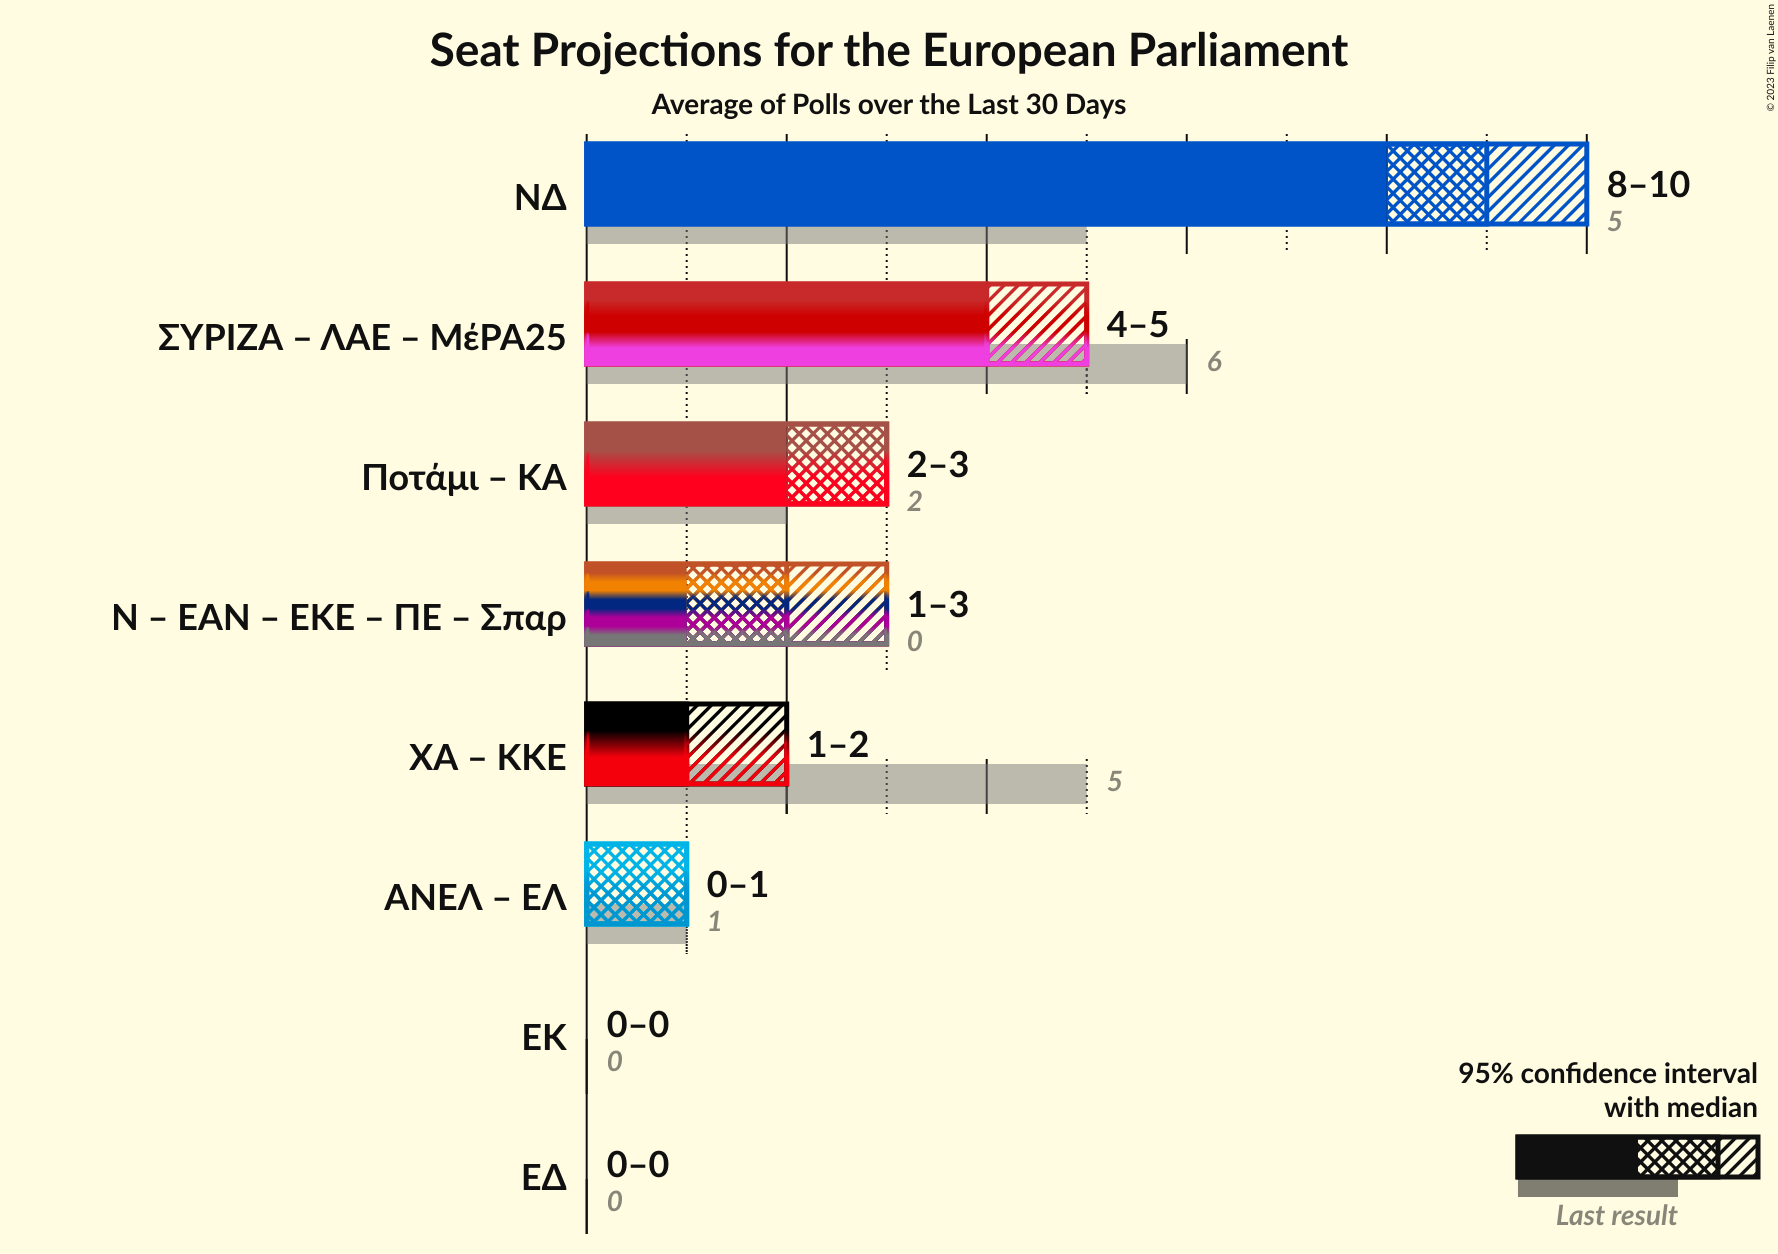 Seat Projections for the European Parliament
Average of Polls over the Last 30 Days
© 2023 Filip van Laenen
ΝΔ
8–10
5
ΣΥΡΙΖΑ – ΛΑΕ – ΜέΡΑ25
4–5
6
Ποτάμι – ΚΑ
2–3
2
Ν – ΕΑΝ – ΕΚΕ – ΠΕ – Σπαρ
1–3
0
ΧΑ – ΚΚΕ
1–2
5
ΑΝΕΛ – ΕΛ
0–1
1
ΕΚ
0–0
0
ΕΔ
0–0
0
95% confidence interval
with median
Last result